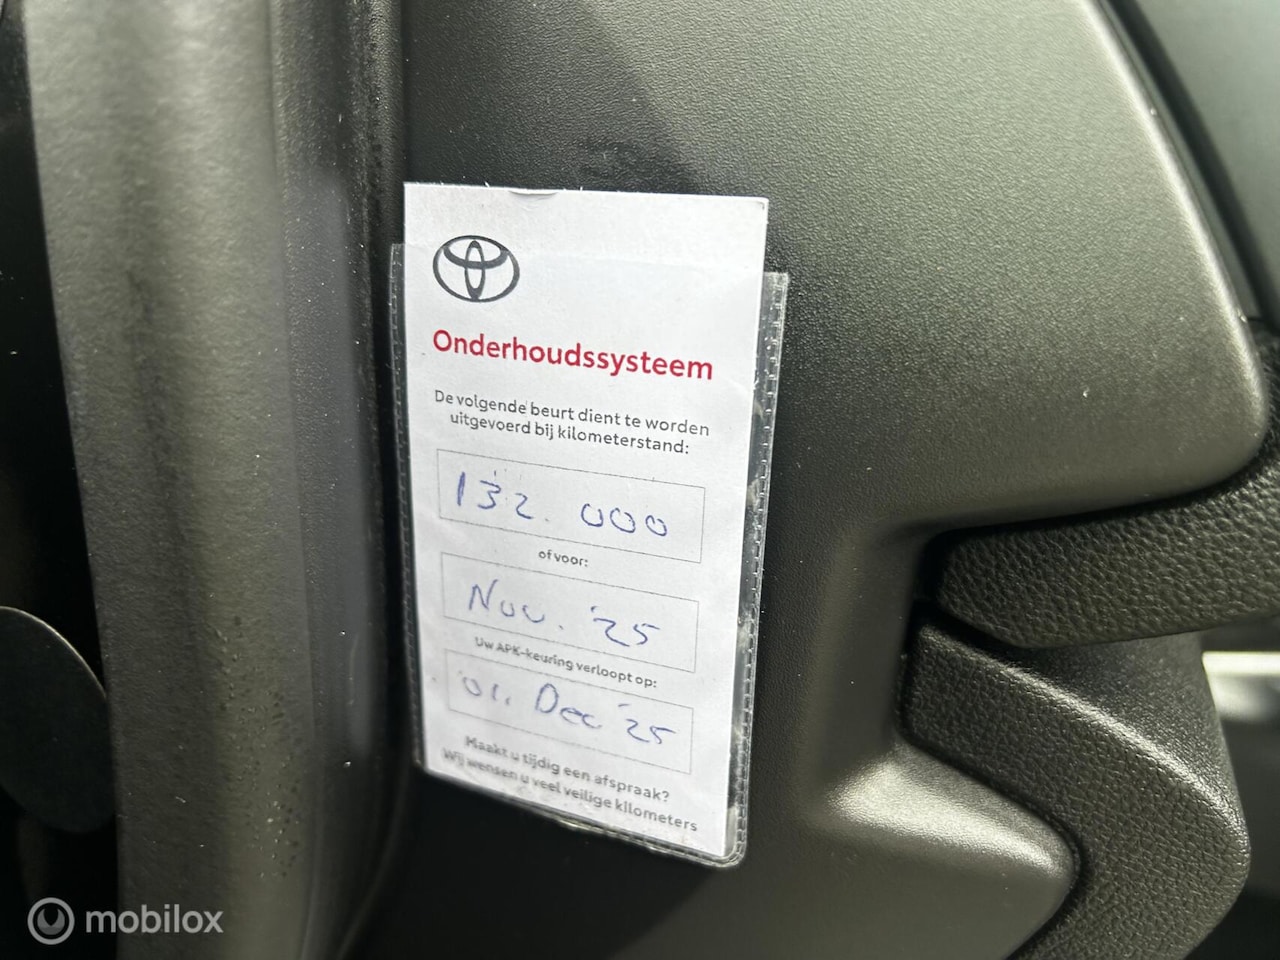 Onderhoudssysteem
De volgende beurt dient te worden
uitgevoerd bij kilometerstand:
132.000
of voor:
Nov. '25
Uw APK-keuring verloopt op:
01. Dec '25
Maakt u tijdig een afspraak?
Wij wensen u veel veilige kilometers
mobilox